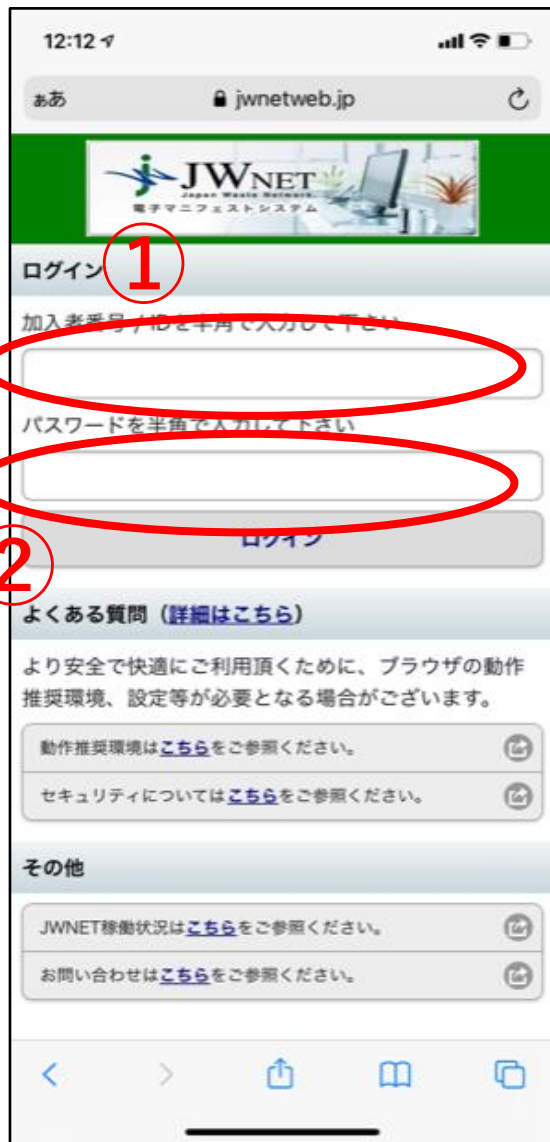 12:12
ぁあ jwnetweb.jp
JWNET
Japan Waste Network
電子マニフェストシステム
①
ログイン
加入者番号 / IDを半角で入力して下さい
パスワードを半角で入力して下さい
ログイン
②
よくある質問（詳細はこちら）
より安全で快適にご利用頂くために、ブラウザの動作
推奨環境、設定等が必要となる場合がございます。
動作推奨環境はこちらをご参照ください。
セキュリティについてはこちらをご参照ください。
その他
JWNET稼働状況はこちらをご参照ください。
お問い合わせはこちらをご参照ください。